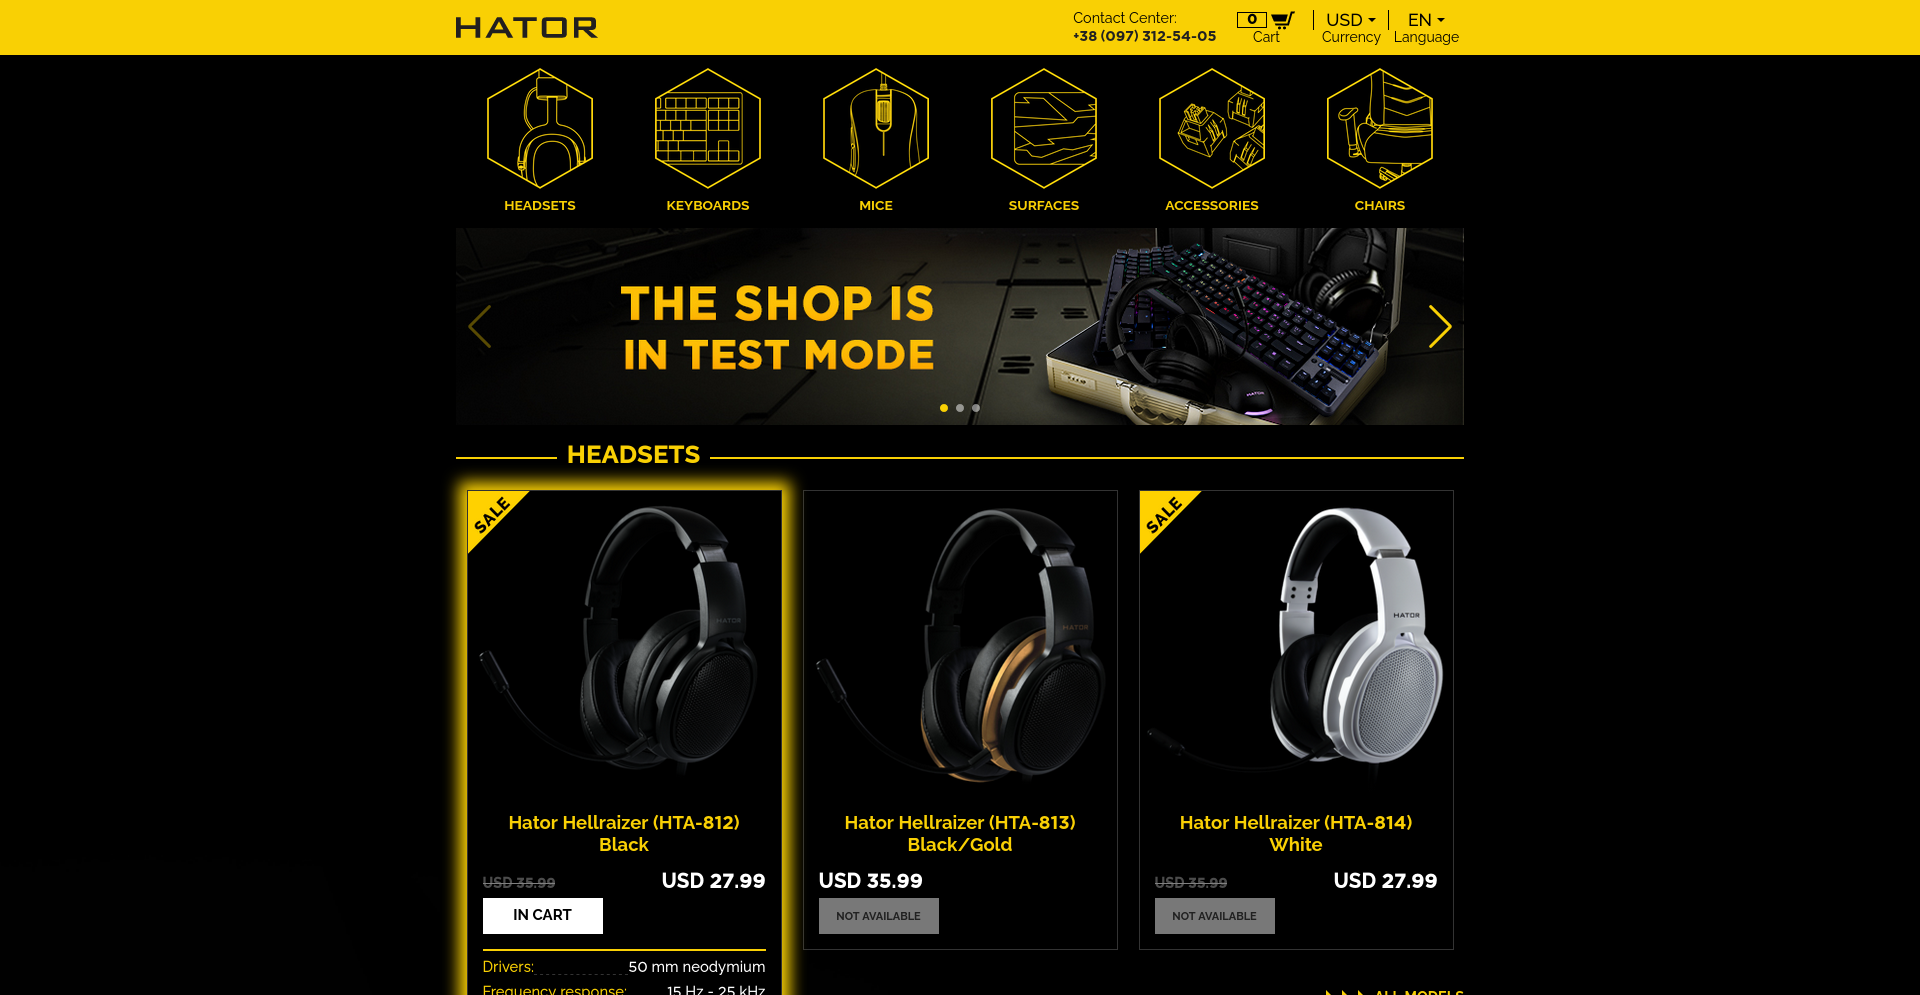 HATOR
Contact Center:
+38 (097) 312-54-05
0
Cart
USD
Currency
EN
Language
HEADSETS
KEYBOARDS
MICE
SURFACES
ACCESSORIES
CHAIRS
THE SHOP IS
IN TEST MODE
HATOR
HEADSETS
SALE
HATOR
Hator Hellraizer (HTA-812)
Black
USD 35.99
USD 27.99
IN CART
Drivers:
50 mm neodymium
Frequency response:
15 Hz - 25 kHz
HATOR
Hator Hellraizer (HTA-813)
Black/Gold
USD 35.99
NOT AVAILABLE
SALE
HATOR
Hator Hellraizer (HTA-814)
White
USD 35.99
USD 27.99
NOT AVAILABLE
ALL MODELS